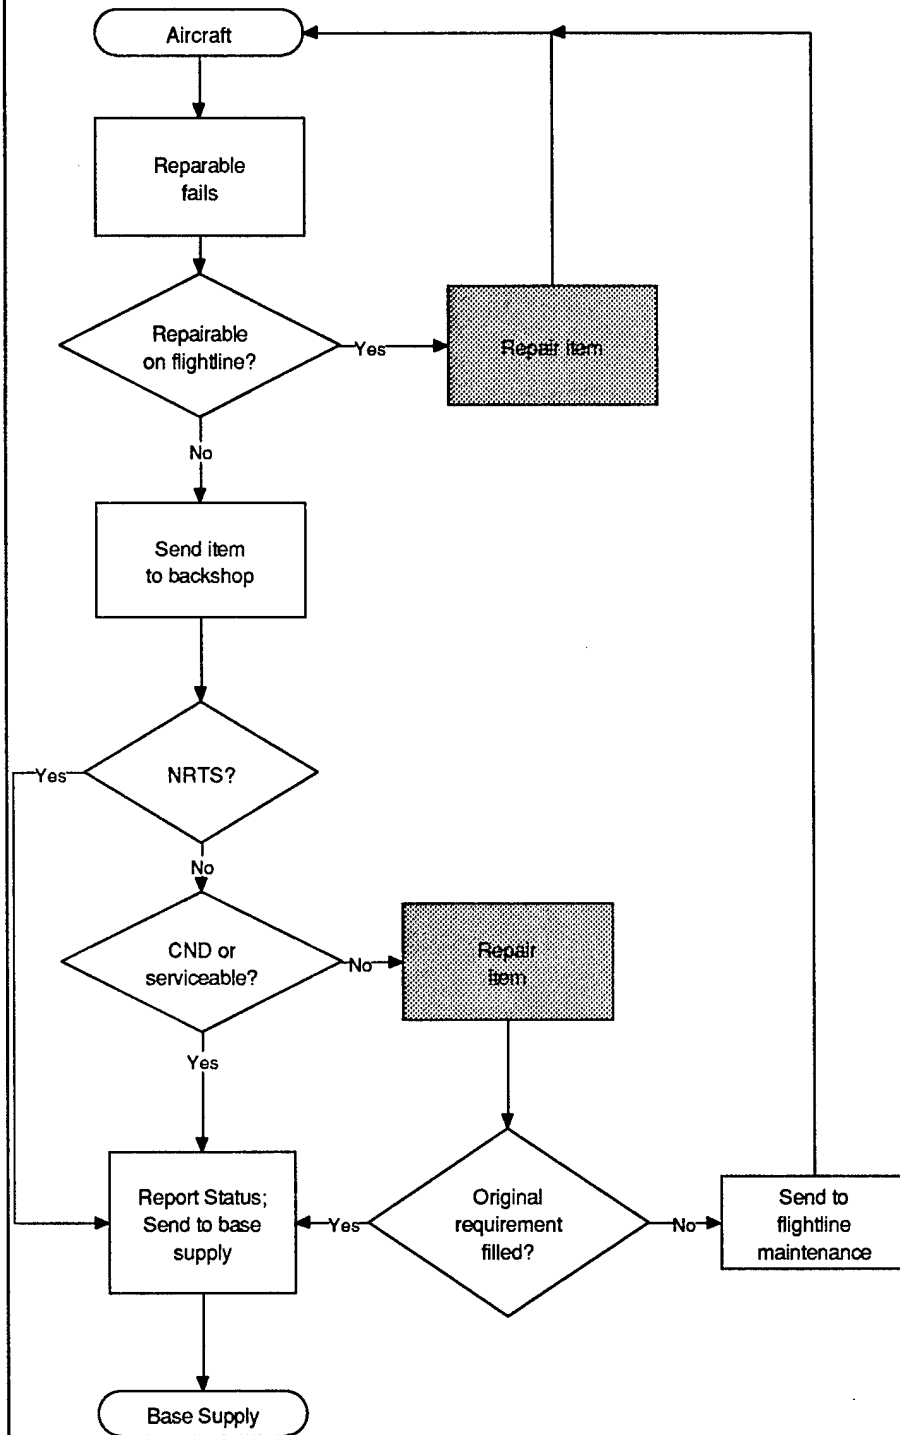 Aircraft
Reparable
fails
Repairable
on flightline?
Yes
Repair item
No
Send item
to backshop
NRTS?
Yes
No
CND or
serviceable?
No
Repair
item
Yes
Report Status;
Send to base
supply
Yes
Original
requirement
filled?
No
Send to
flightline
maintenance
Base Supply